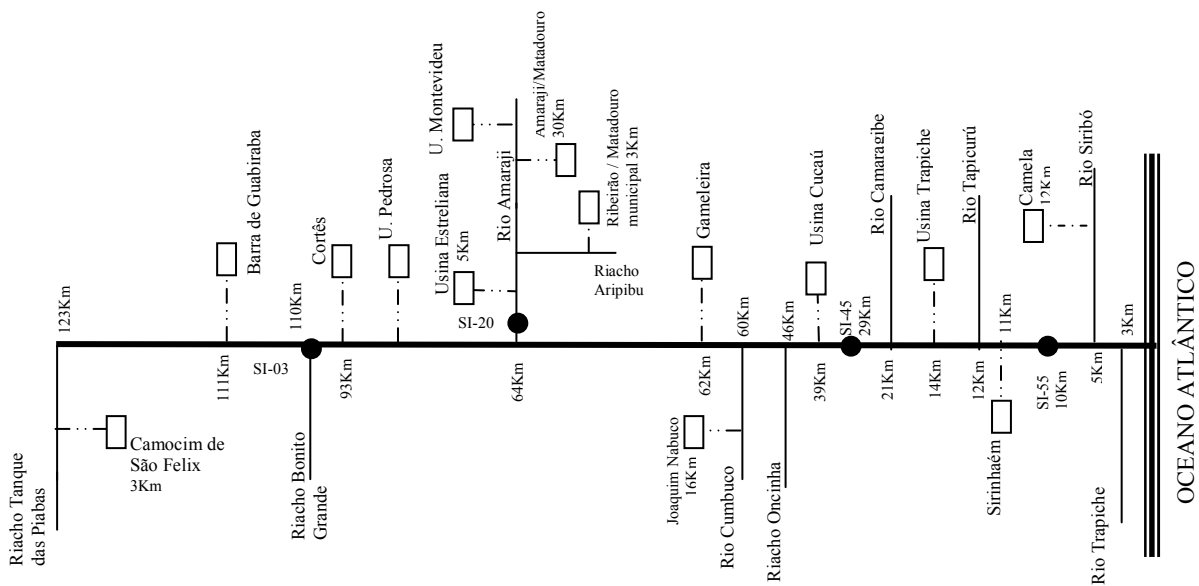 123Km
Riacho Tanque
das Piabas
Camocim de
São Felix
3Km
111Km
Barra de Guabiraba
SI-03
110Km
Riacho Bonito
Grande
93Km
Cortês
U. Pedrosa
Usina Estreliana
5Km
U. Montevideu
Rio Amaraji
Amaraji/Matadouro
30Km
Ribeirão / Matadouro
municipal 3Km
Riacho
Aripibu
SI-20
64Km
Gameleira
62Km
Joaquim Nabuco
16Km
60Km
Rio Cumbuco
46Km
Riacho Oncinha
Usina Cucaú
39Km
SI-45
29Km
Rio Camaragibe
21Km
Usina Trapiche
14Km
Rio Tapicurú
12Km
11Km
Sirinhaém
SI-55
10Km
Camela
12Km
Rio Siribó
5Km
3Km
Rio Trapiche
OCEANO ATLÂNTICO